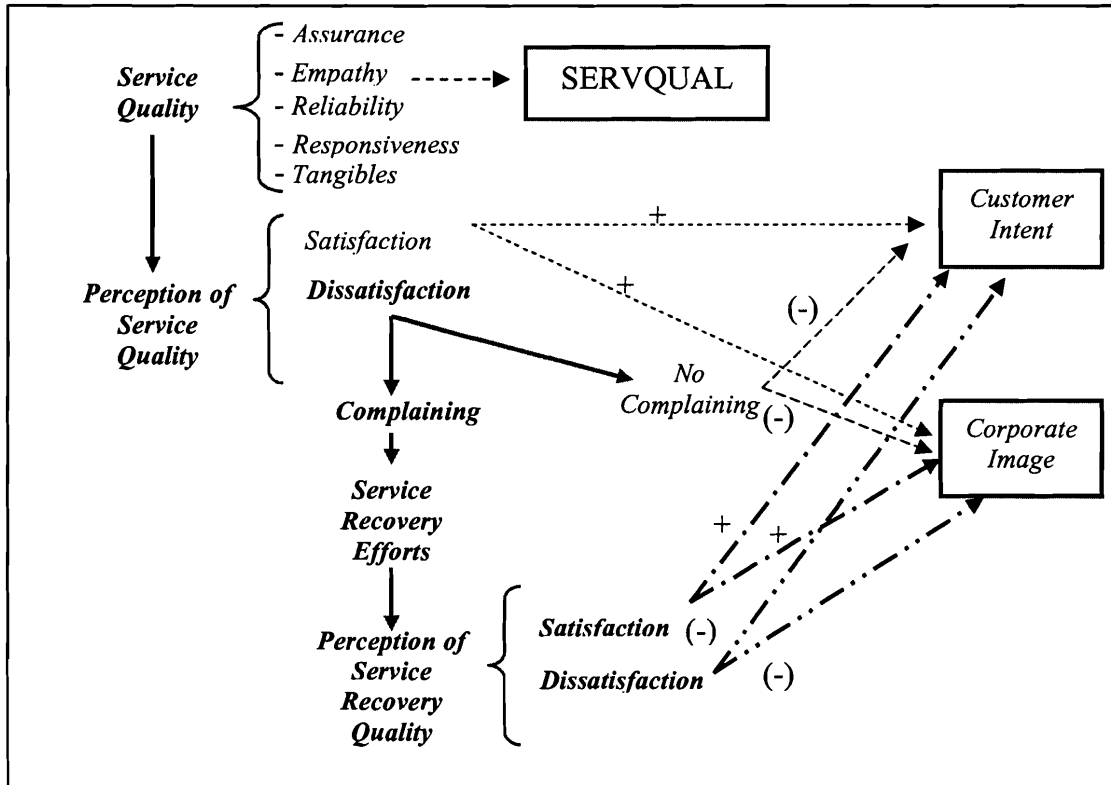 Service
Quality
- Assurance
- Empathy
- Reliability
- Responsiveness
- Tangibles
SERVQUAL
Perception of
Service
Quality
Satisfaction
Dissatisfaction
+
+
Customer
Intent
(-)
No
Complaining
(-)
Corporate
Image
Complaining
Service
Recovery
Efforts
+
+
Perception of
Service
Recovery
Quality
Satisfaction
(-)
Dissatisfaction
(-)